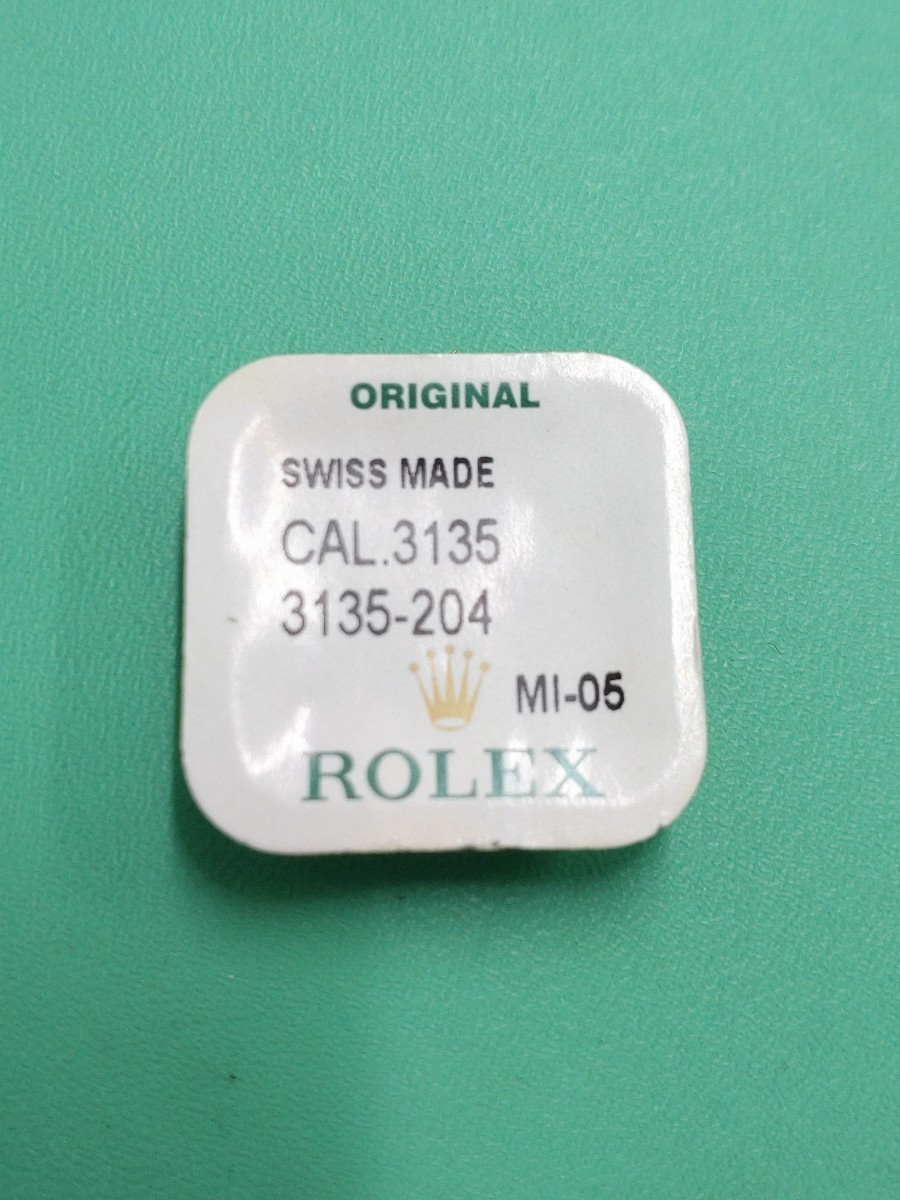 ORIGINAL
SWISS MADE
CAL.3135
3135-204
MI-05
ROLEX